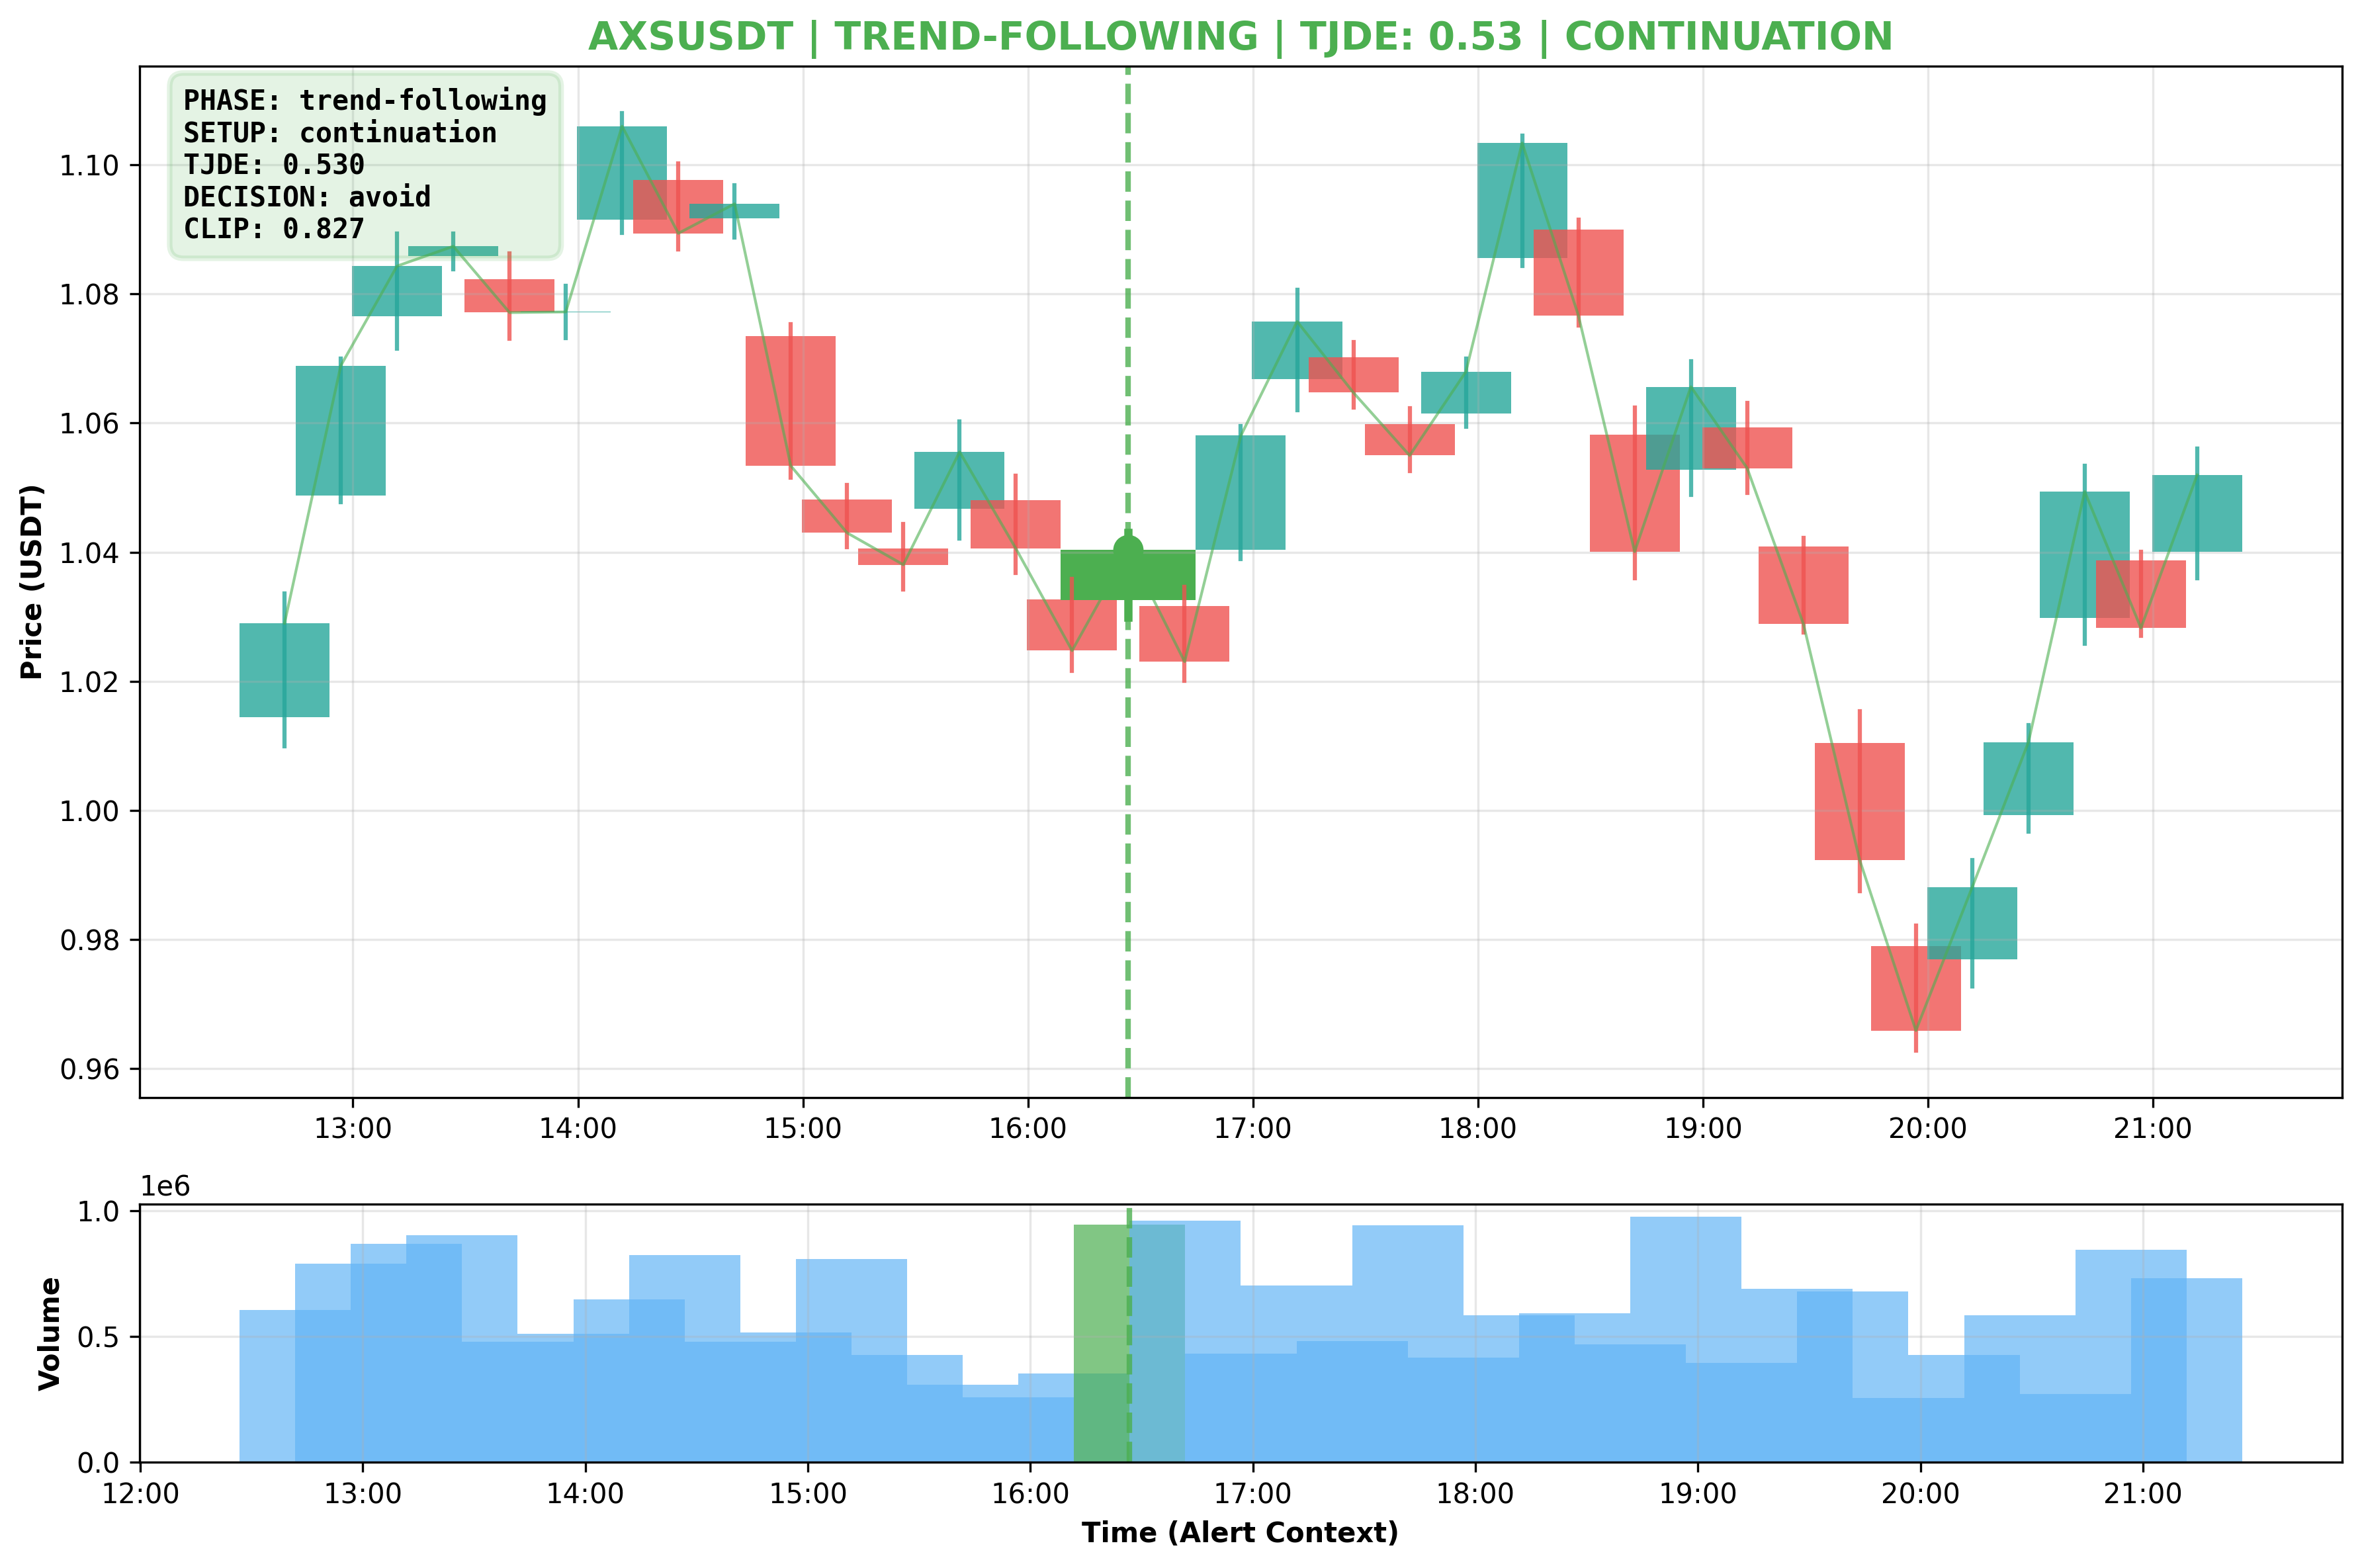 AXSUSDT | TREND-FOLLOWING | TJDE: 0.53 | CONTINUATION
PHASE: trend-following
SETUP: continuation
TJDE: 0.530
DECISION: avoid
CLIP: 0.827
Price (USDT)
1.10
1.08
1.06
1.04
1.02
1.00
0.98
0.96
13:00 14:00 15:00 16:00 17:00 18:00 19:00 20:00 21:00
1e6
Volume
1.0
0.5
0.0
12:00 13:00 14:00 15:00 16:00 17:00 18:00 19:00 20:00 21:00
Time (Alert Context)